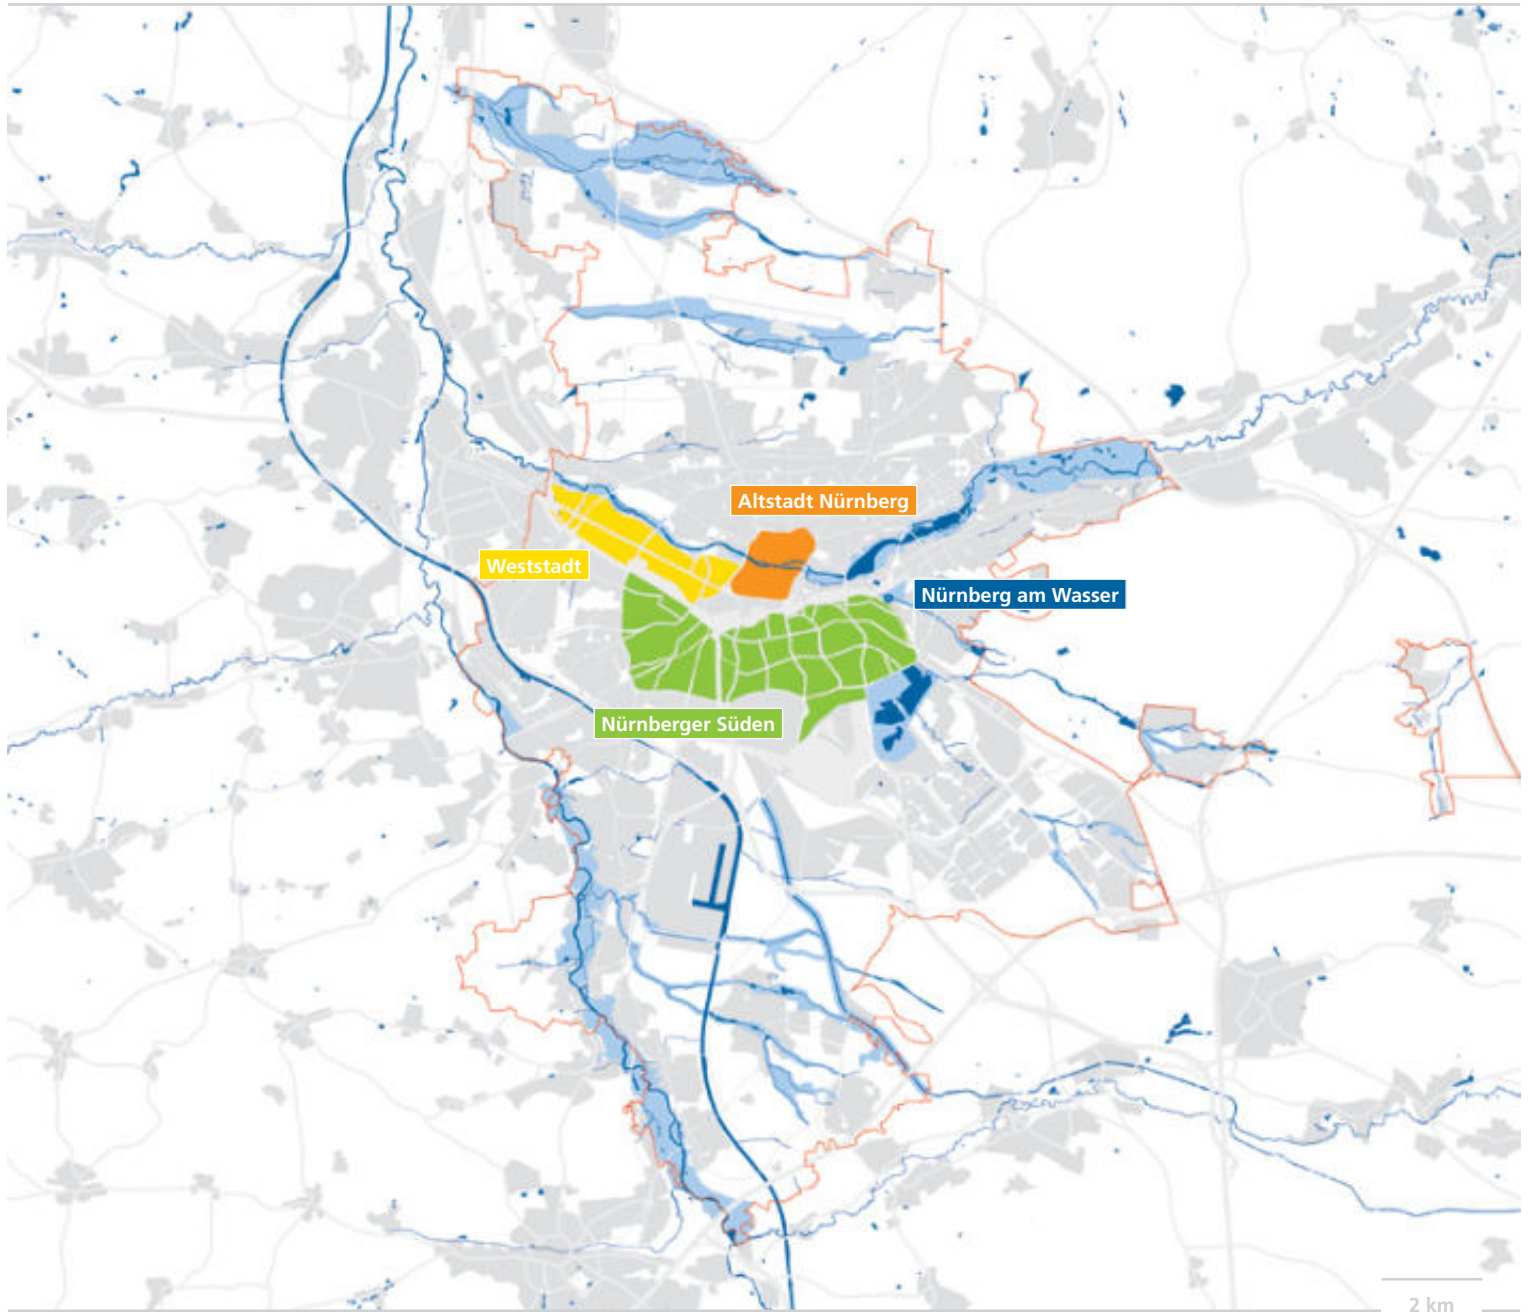 Altstadt Nürnberg
Weststadt
Nürnberg am Wasser
Nürnberger Süden
2 km